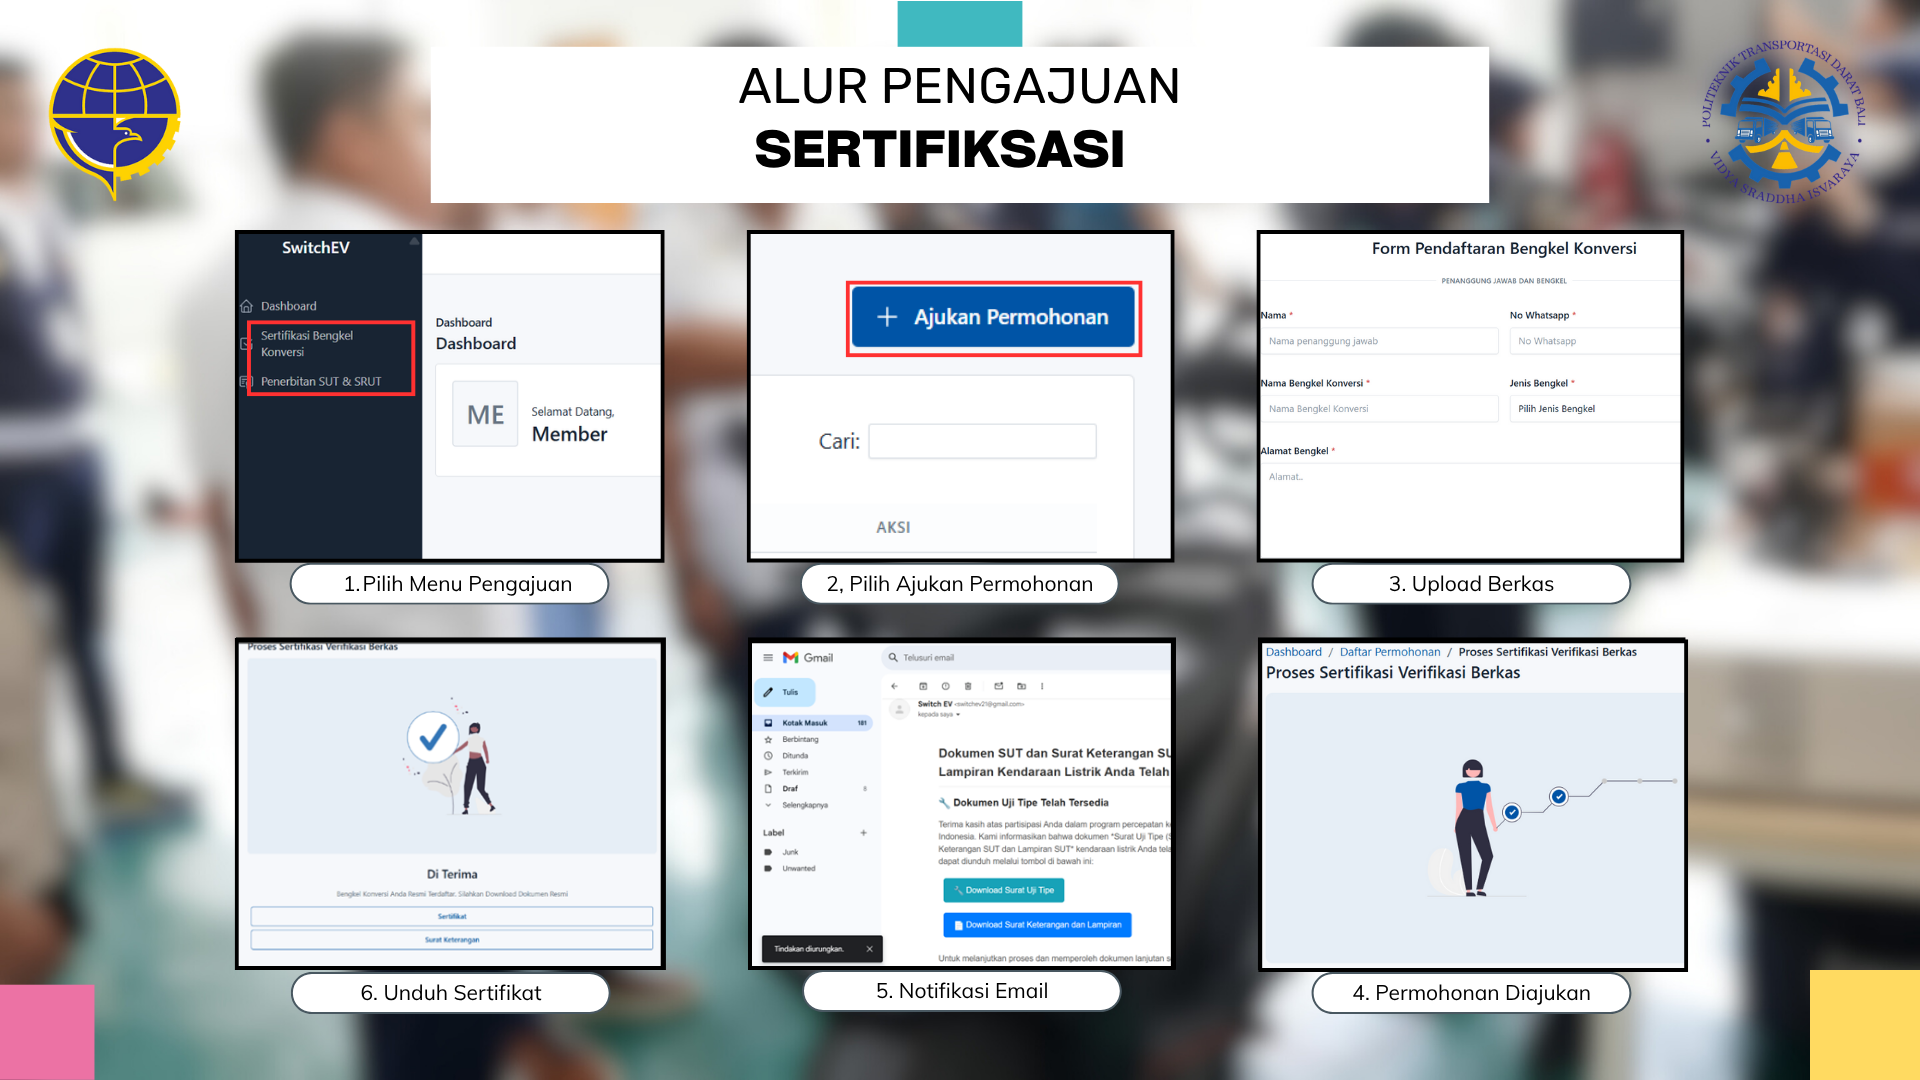 ALUR PENGAJUAN
SERTIFIKSASI
POLITEKNIK TRANSPORTASI DARAT BALI
• VIDYA SRADDHA ISVARAYA •
SwitchEV
Dashboard
Sertifikasi Bengkel
Konversi
Penerbitan SUT & SRUT
Dashboard
Dashboard
ME
Selamat Datang,
Member
1. Pilih Menu Pengajuan
+ Ajukan Permohonan
Cari:
AKSI
2, Pilih Ajukan Permohonan
Form Pendaftaran Bengkel Konversi
PENANGGUNG JAWAB DAN BENGKEL
Nama *
No Whatsapp *
Nama penanggung jawab
No Whatsapp
Nama Bengkel Konversi *
Jenis Bengkel *
Nama Bengkel Konversi
Pilih Jenis Bengkel
Alamat Bengkel *
Alamat..
3. Upload Berkas
Proses Sertifikasi Verifikasi Berkas
Di Terima
Bengkel Konversi Anda Resmi Terdaftar, Silahkan Download Dokumen Resmi
Sertifikat
Surat Keterangan
6. Unduh Sertifikat
Gmail
Telusuri email
Tulis
Kotak Masuk 181
Berbintang
Ditunda
Terkirim
Draf
Selengkapnya
Label +
Junk
Unwanted
Tindakan diurungkan.
Switch EV <switchev21@gmail.com>
kepada saya
Dokumen SUT dan Surat Keterangan SU
Lampiran Kendaraan Listrik Anda Telah
Dokumen Uji Tipe Telah Tersedia
Terima kasih atas partisipasi Anda dalam program percepatan k
Indonesia. Kami informasikan bahwa dokumen *Surat Uji Tipe (S
Keterangan SUT dan Lampiran SUT* kendaraan listrik Anda tela
dapat diunduh melalui tombol di bawah ini:
Download Surat Uji Tipe
Download Surat Keterangan dan Lampiran
Untuk melanjutkan proses dan memperoleh dokumen lanjutan s
5. Notifikasi Email
Dashboard / Daftar Permohonan / Proses Sertifikasi Verifikasi Berkas
Proses Sertifikasi Verifikasi Berkas
4. Permohonan Diajukan